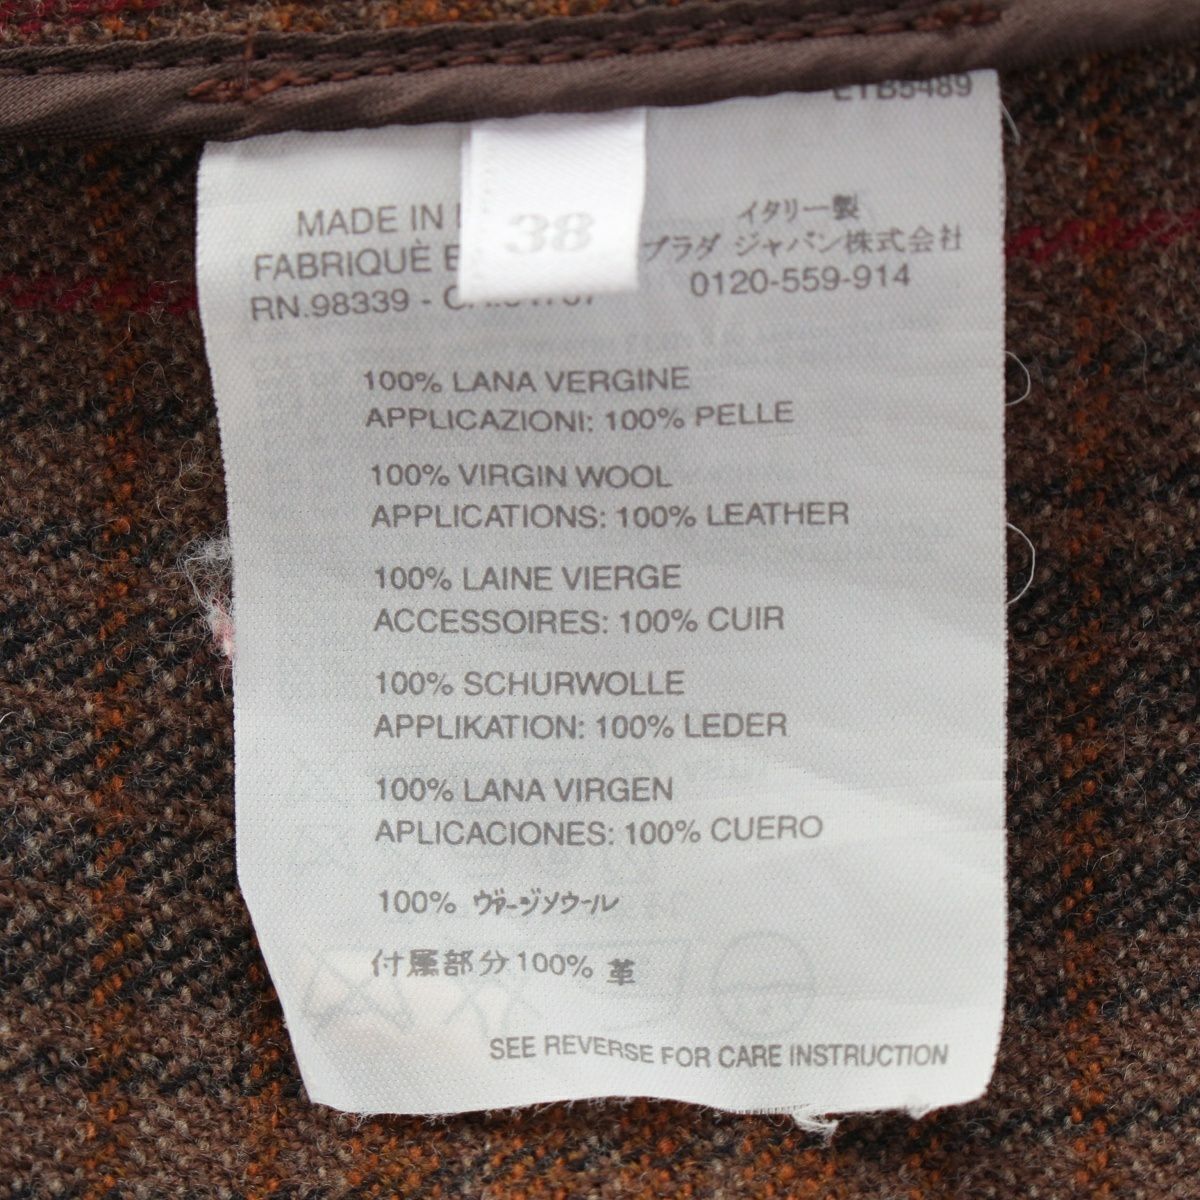 ETB5489
38
MADE IN
FABRIQUÈ
RN.98339 -
イタリー製
プラダ ジャパン株式会社
0120-559-914
100% LANA VERGINE
APPLICAZIONI: 100% PELLE
100% VIRGIN WOOL
APPLICATIONS: 100% LEATHER
100% LAINE VIERGE
ACCESSOIRES: 100% CUIR
100% SCHURWOLLE
APPLIKATION: 100% LEDER
100% LANA VIRGEN
APLICACIONES: 100% CUERO
100% ヴァージソウール
付属部分100% 革
SEE REVERSE FOR CARE INSTRUCTION